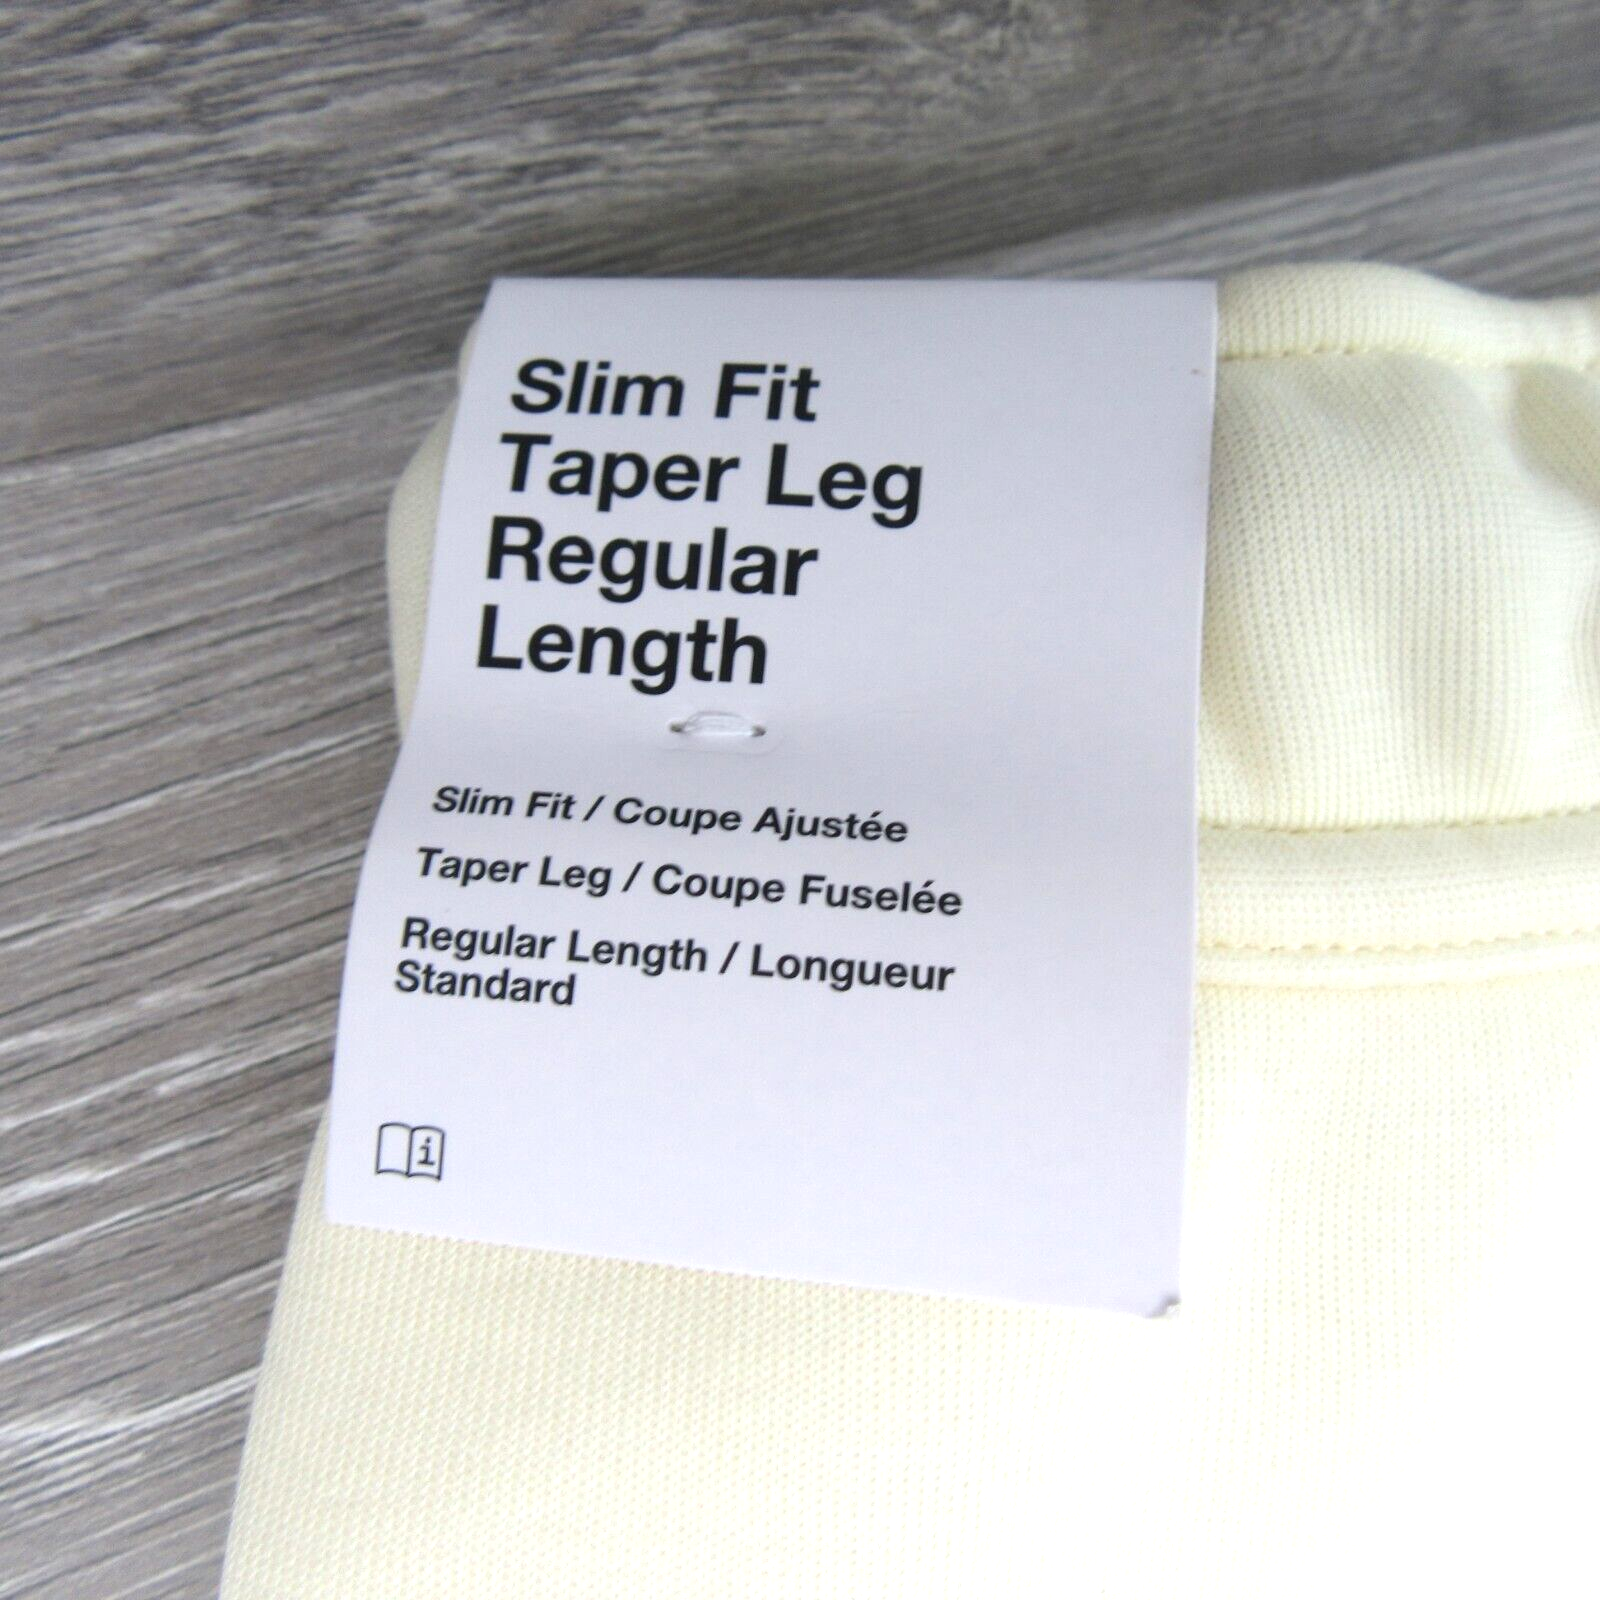 Slim Fit
Taper Leg
Regular
Length
Slim Fit / Coupe Ajustée
Taper Leg / Coupe Fuselée
Regular Length / Longueur
Standard
i